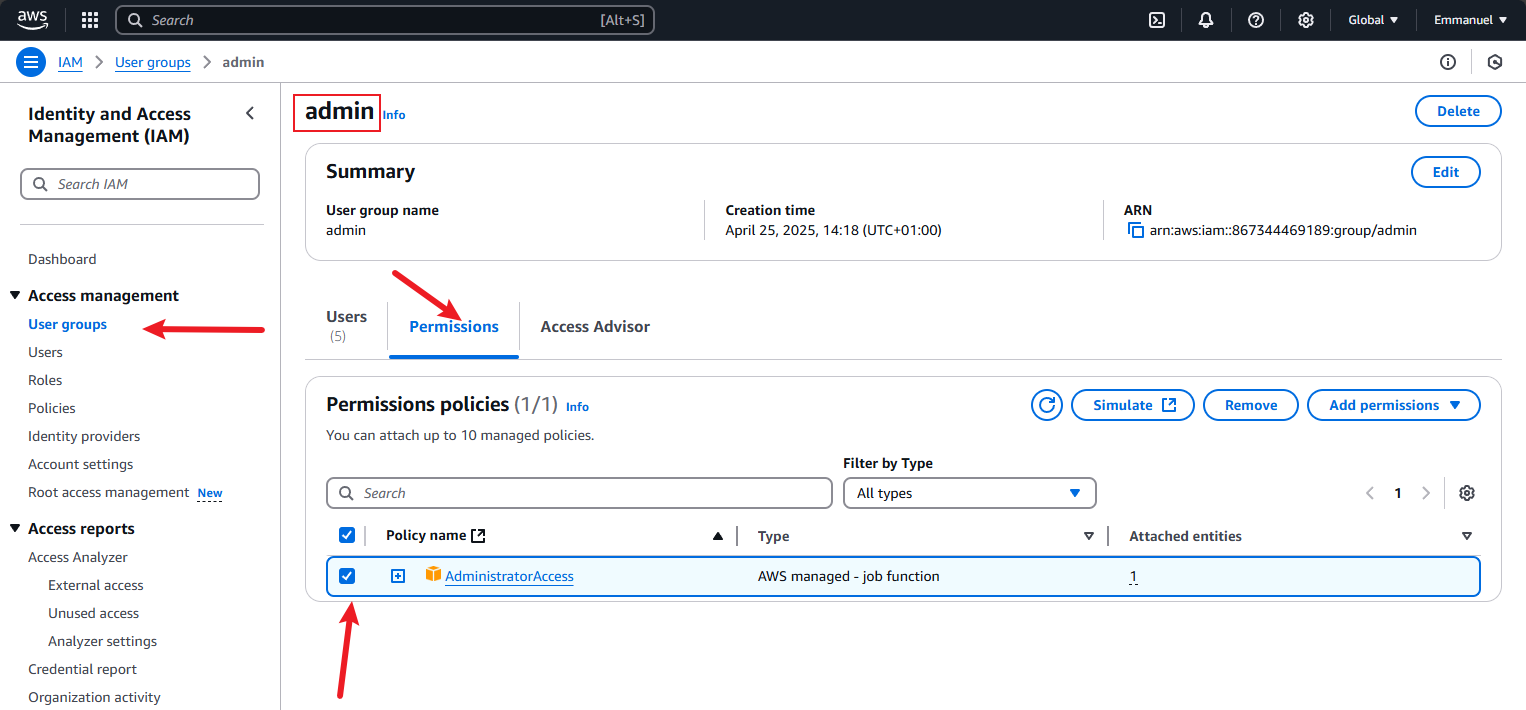 aws
Search [Alt+S]
Global
Emmanuel
IAM
User groups
admin
Identity and Access
Management (IAM)
Search IAM
Dashboard
Access management
User groups
Users
Roles
Policies
Identity providers
Account settings
Root access management New
Access reports
Access Analyzer
External access
Unused access
Analyzer settings
Credential report
Organization activity
admin Info
Delete
Summary
Edit
User group name
admin
Creation time
April 25, 2025, 14:18 (UTC+01:00)
ARN
arn:aws:iam::867344469189:group/admin
Users
(5)
Permissions
Access Advisor
Permissions policies (1/1) Info
Simulate
Remove
Add permissions
You can attach up to 10 managed policies.
Filter by Type
Search
All types
1
Policy name
Type
Attached entities
AdministratorAccess
AWS managed - job function
1